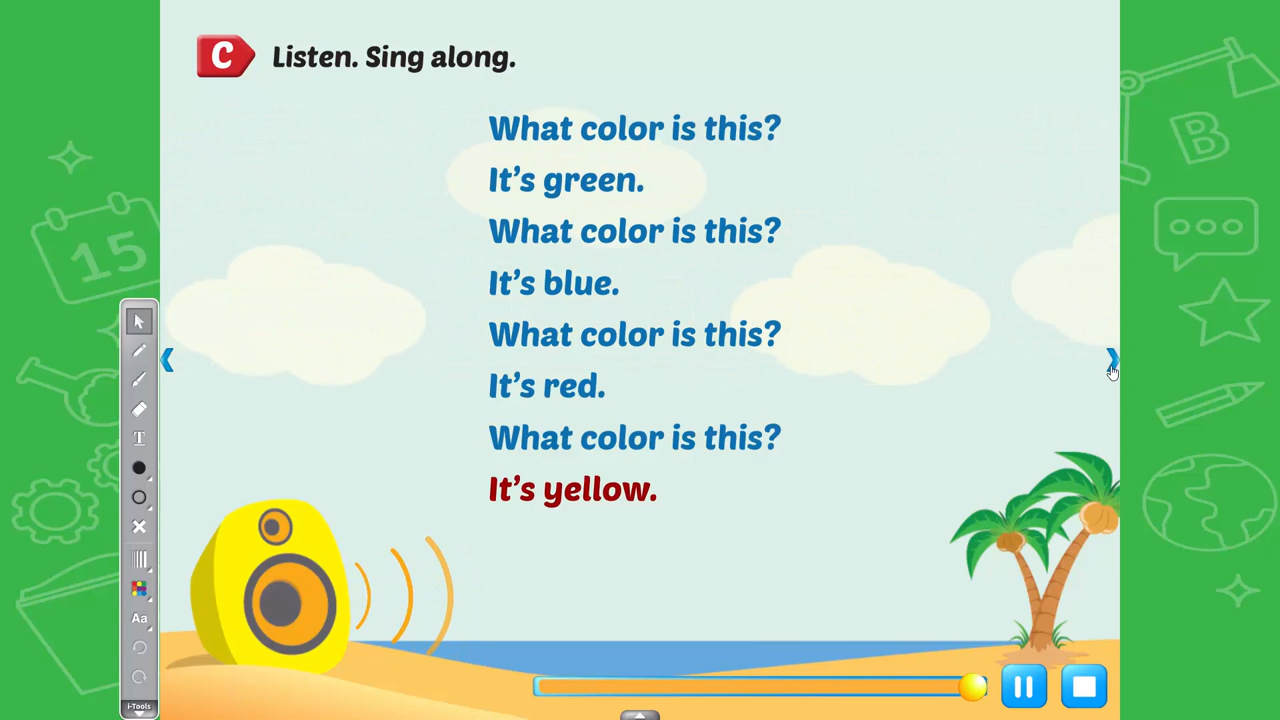 C Listen. Sing along.
What color is this?
It's green.
What color is this?
It's blue.
What color is this?
It's red.
What color is this?
It's yellow.
15
B
T
Aa
i-Tools